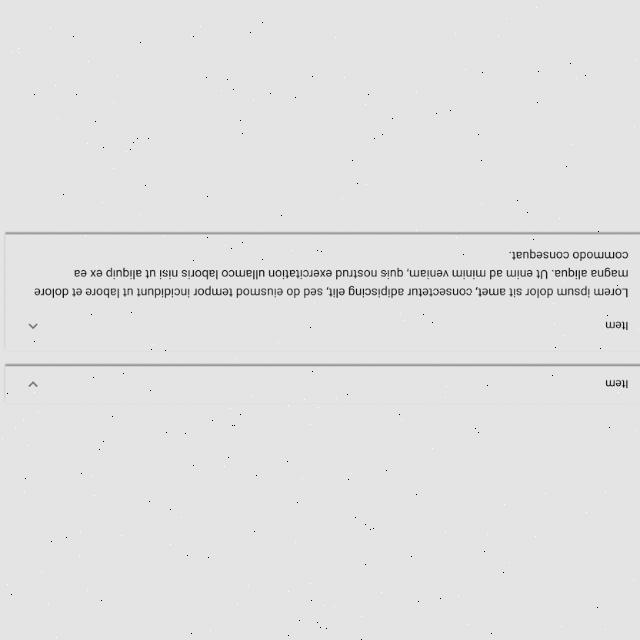 Item
Item
Lorem ipsum dolor sit amet, consectetur adipiscing elit, sed do eiusmod tempor incididunt ut labore et dolore
magna aliqua. Ut enim ad minim veniam, quis nostrud exercitation ullamco laboris nisi ut aliquip ex ea
commodo consequat.